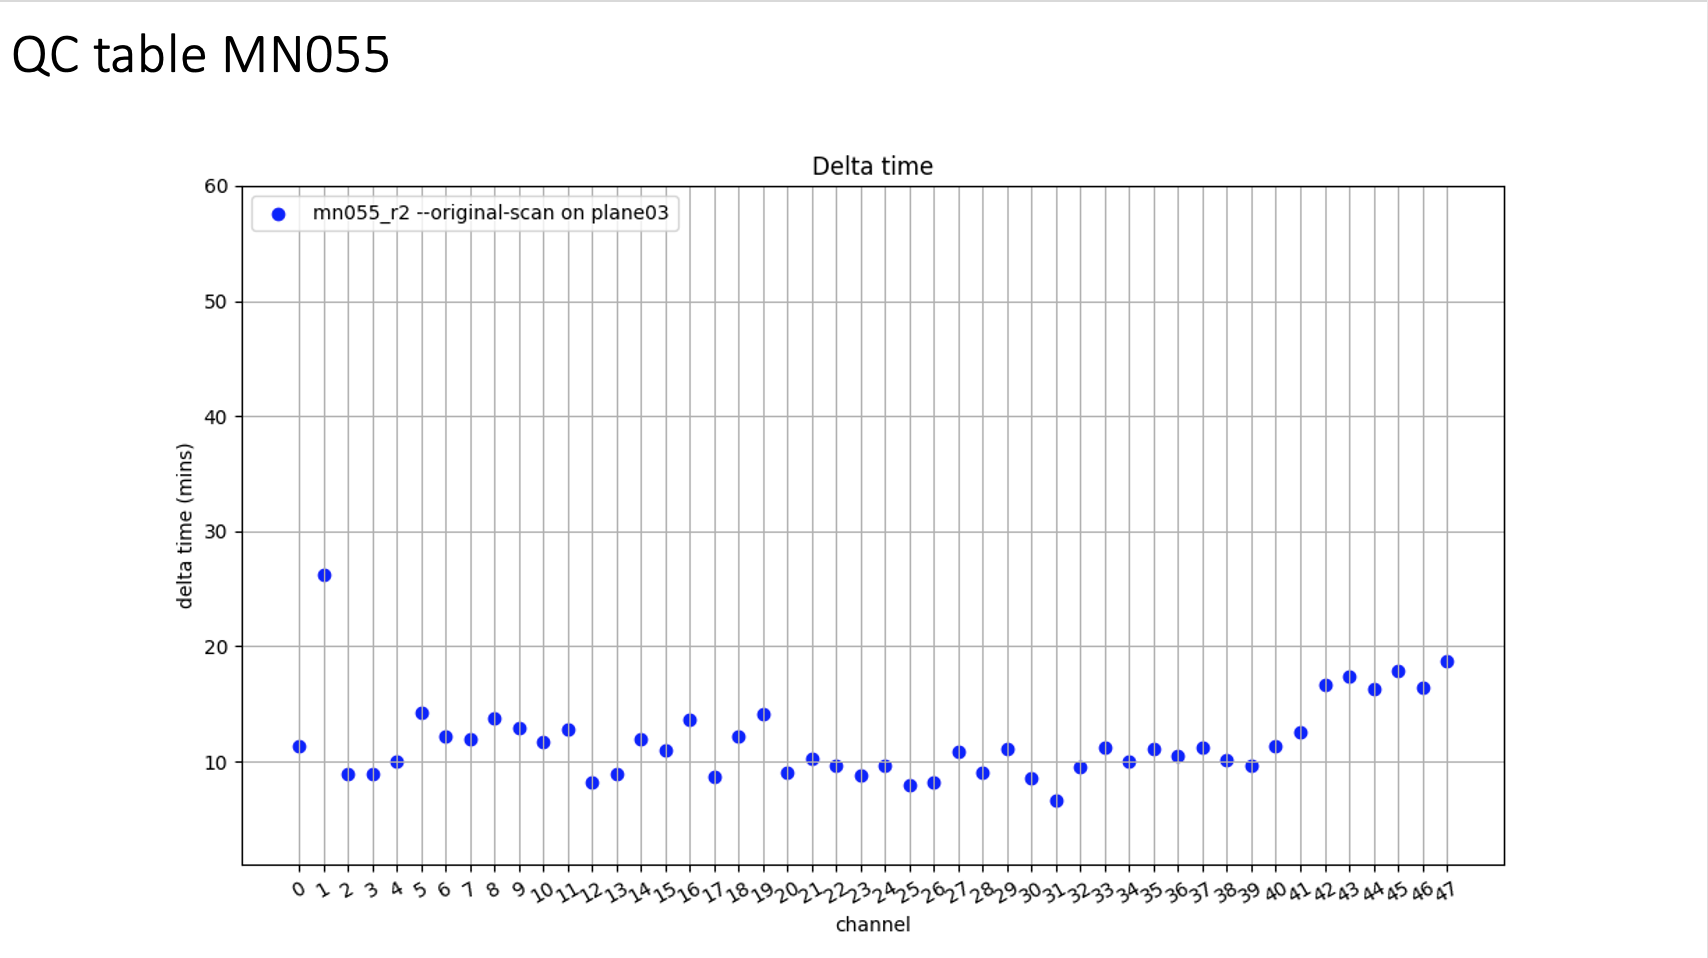 QC table MN055
Delta time
60
mn055_r2 --original-scan on plane03
50
40
30
20
10
delta time (mins)
0 1 2 3 4 5 6 7 8 9 10 11 12 13 14 15 16 17 18 19 20 21 22 23 24 25 26 27 28 29 30 31 32 33 34 35 36 37 38 39 40 41 42 43 44 45 46 47
channel